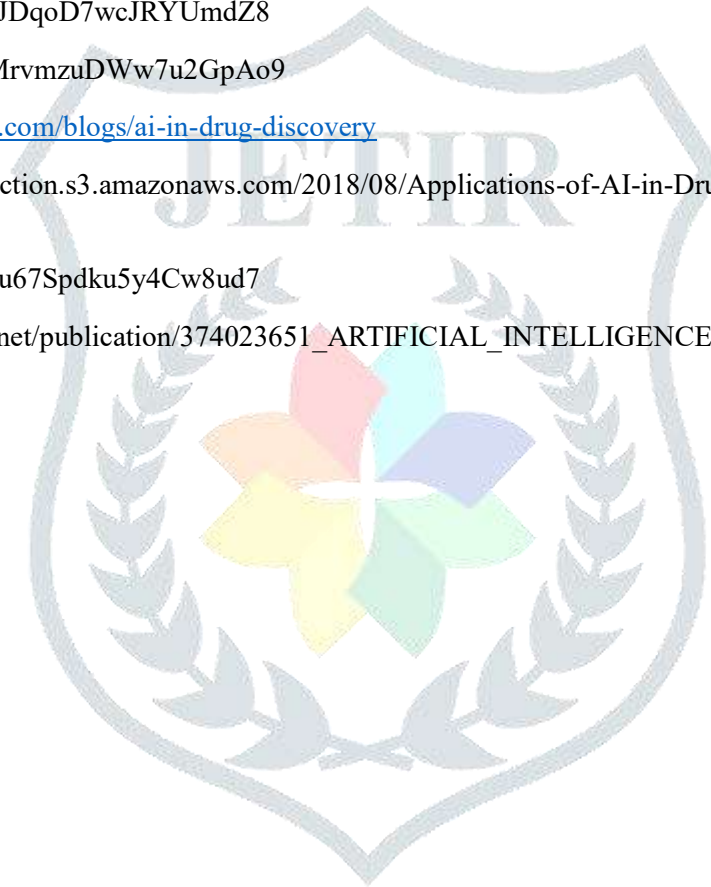 JDqoD7wcJRYUmdZ8
MrvmzuDWw7u2GpAo9
.com/blogs/ai-in-drug-discovery
ction.s3.amazonaws.com/2018/08/Applications-of-AI-in-Dru
JETIR
u67Spdku5y4Cw8ud7
net/publication/374023651_ARTIFICIAL_INTELLIGENCE